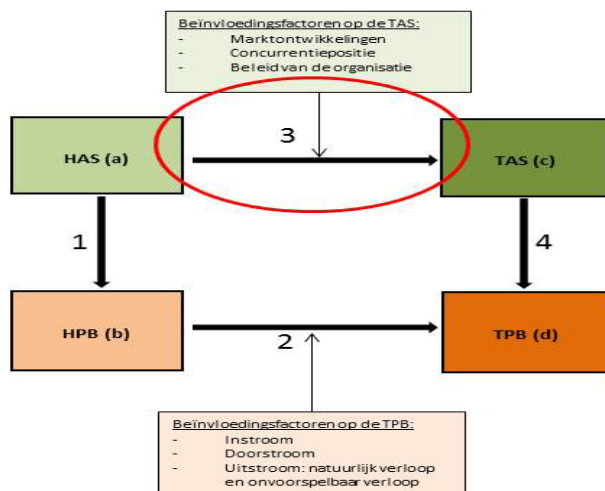 Beïnvloedingsfactoren op de TAS:
- Marktontwikkelingen
- Concurrentiepositie
- Beleid van de organisatie
HAS (a)
3
TAS (c)
1
4
HPB (b)
2
TPB (d)
Beïnvloedingsfactoren op de TPB:
- Instroom
- Doorstroom
- Uitstroom: natuurlijk verloop
en onvoorspelbaar verloop